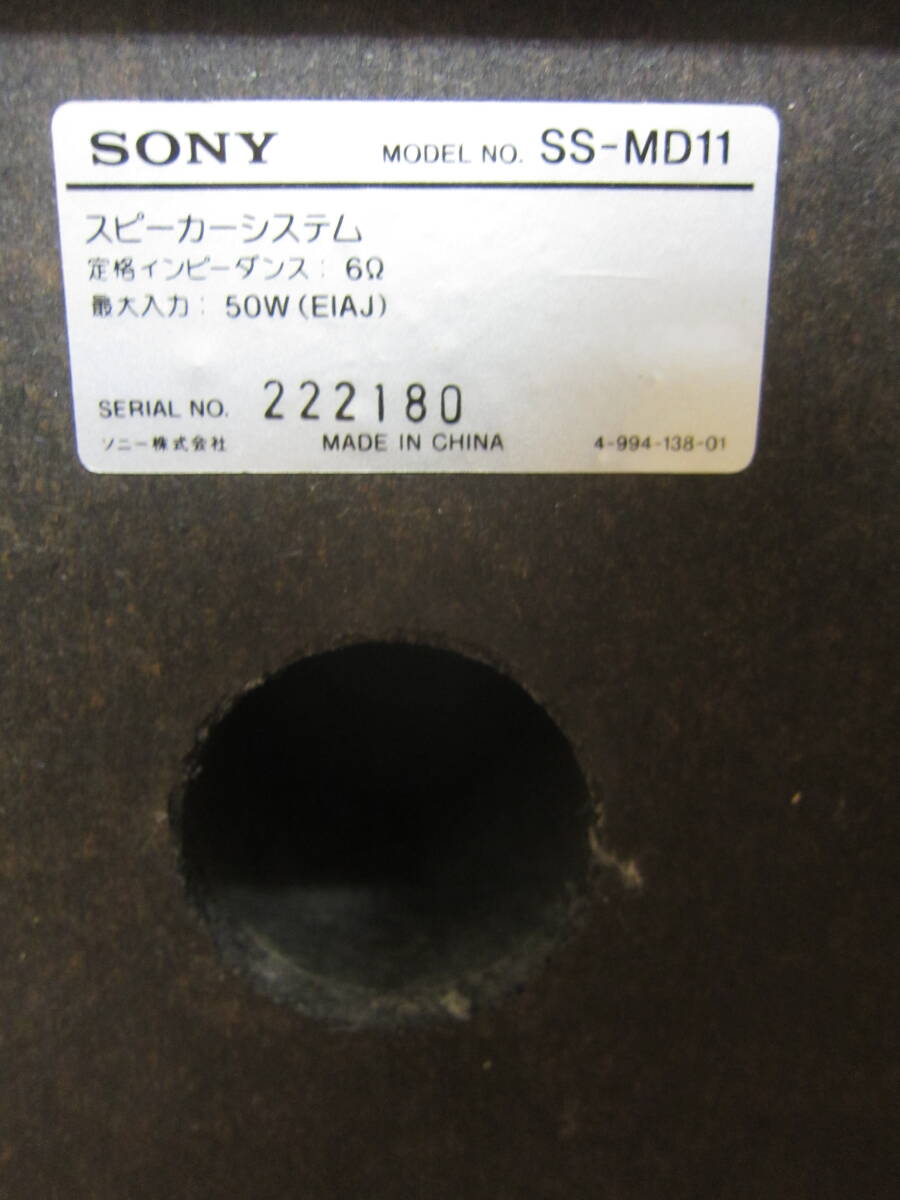 SONY MODEL NO. SS-MD11
スピーカーシステム
定格インピーダンス: 6Ω
最大入力: 50W(EIAJ)
SERIAL NO. 222180
ソニー株式会社 MADE IN CHINA 4-994-138-01